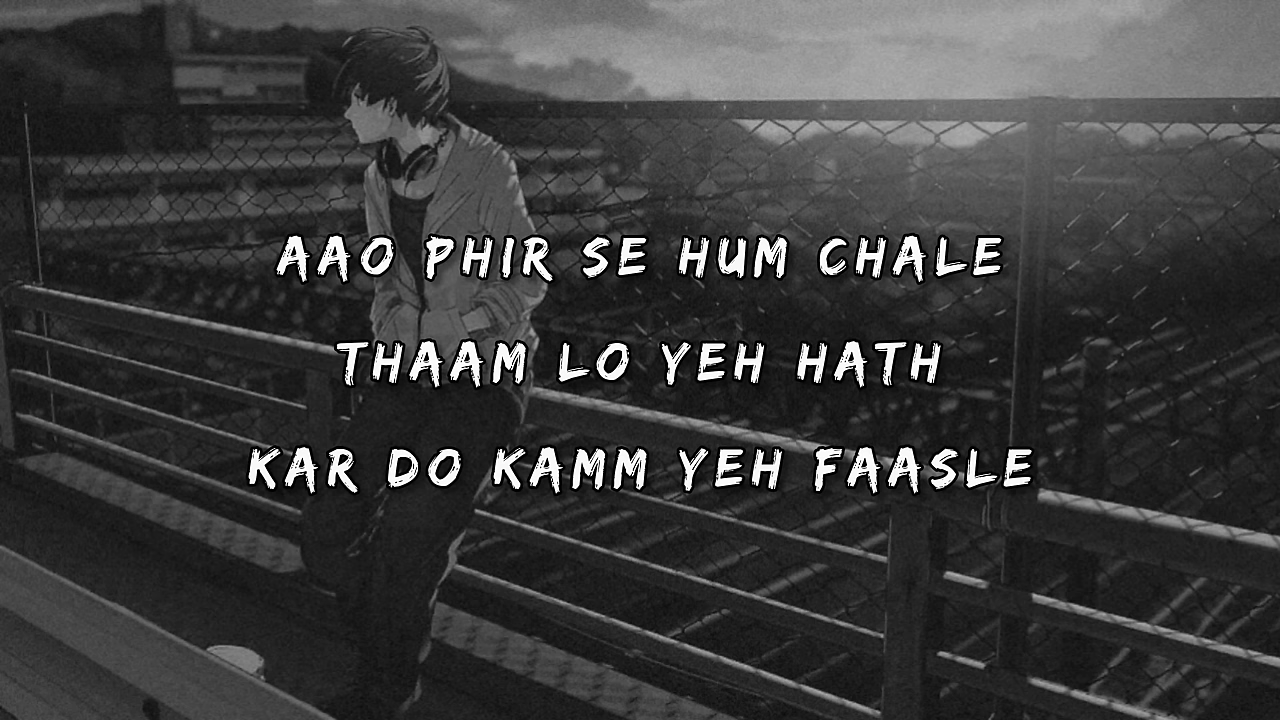 AAO PHIR SE HUM CHALE
THAAM LO YEH HATH
KAR DO KAMM YEH FAASLE